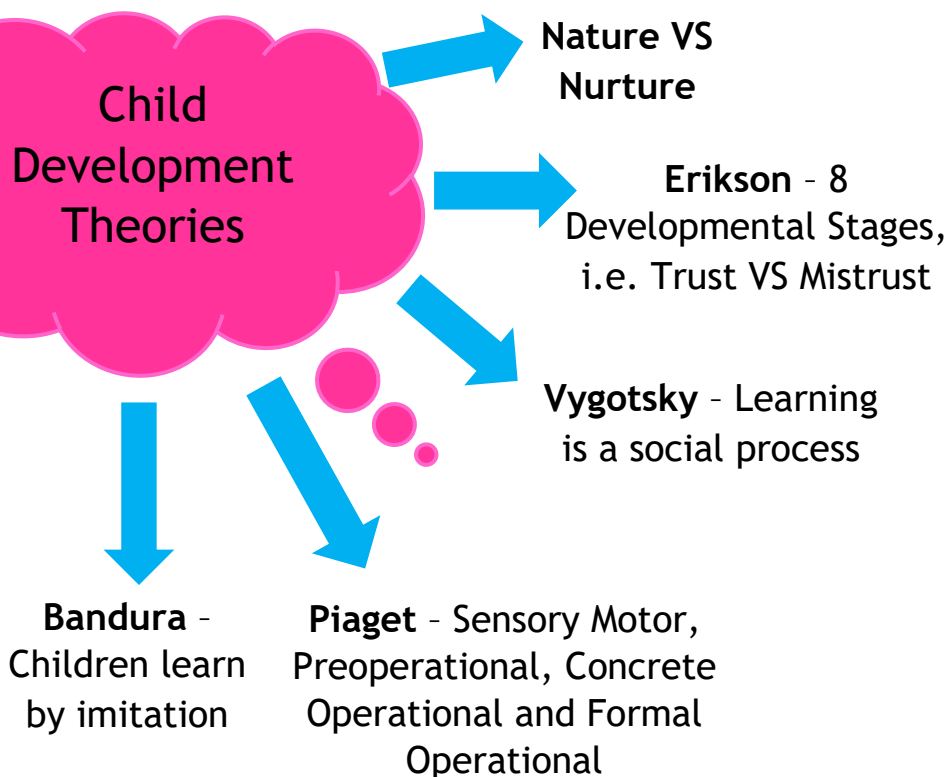 Child
Development
Theories
Nature VS
Nurture
Erikson – 8
Developmental Stages,
i.e. Trust VS Mistrust
Vygotsky – Learning
is a social process
Bandura –
Children learn
by imitation
Piaget – Sensory Motor,
Preoperational, Concrete
Operational and Formal
Operational